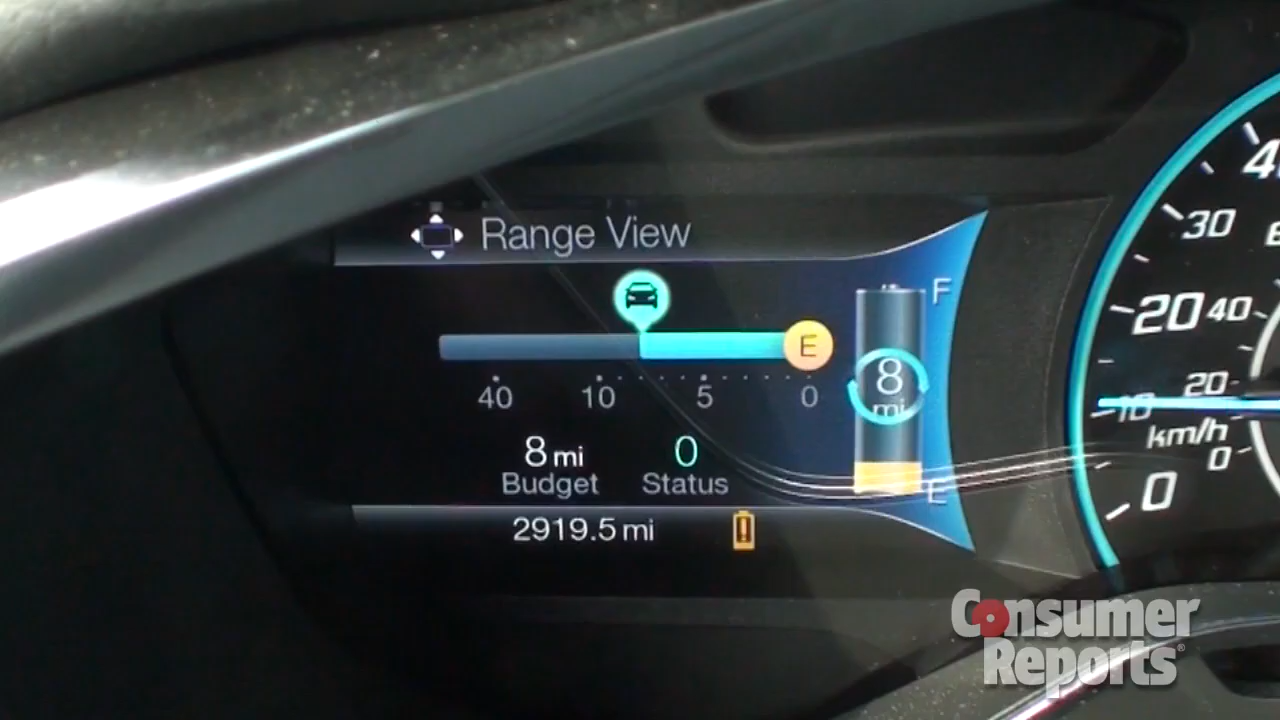 Range View
F
E
8
mi
40 10 5 0
8 mi 0
Budget Status
E
2919.5 mi
30
20 40
20
10
km/h
0
0
Consumer
Reports